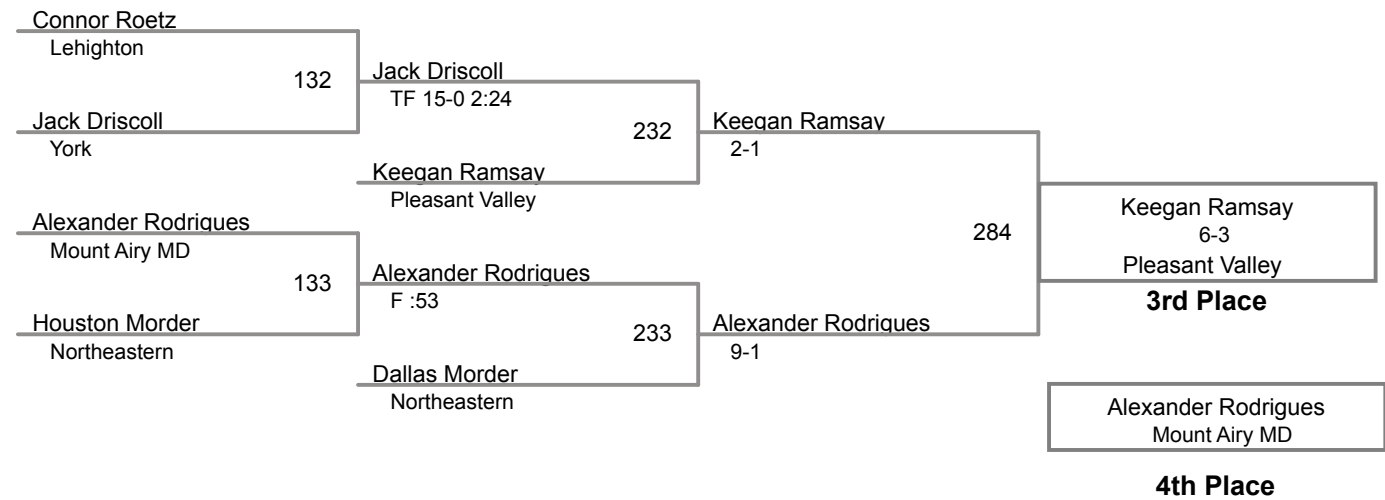 Connor Roetz
Lehighton
132
Jack Driscoll
York
Jack Driscoll
TF 15-0 2:24
232
Keegan Ramsay
Pleasant Valley
Keegan Ramsay
2-1
Alexander Rodrigues
Mount Airy MD
133
Houston Morder
Northeastern
Alexander Rodrigues
F :53
233
Dallas Morder
Northeastern
Alexander Rodrigues
9-1
284
Keegan Ramsay
6-3
Pleasant Valley
3rd Place
Alexander Rodrigues
Mount Airy MD
4th Place